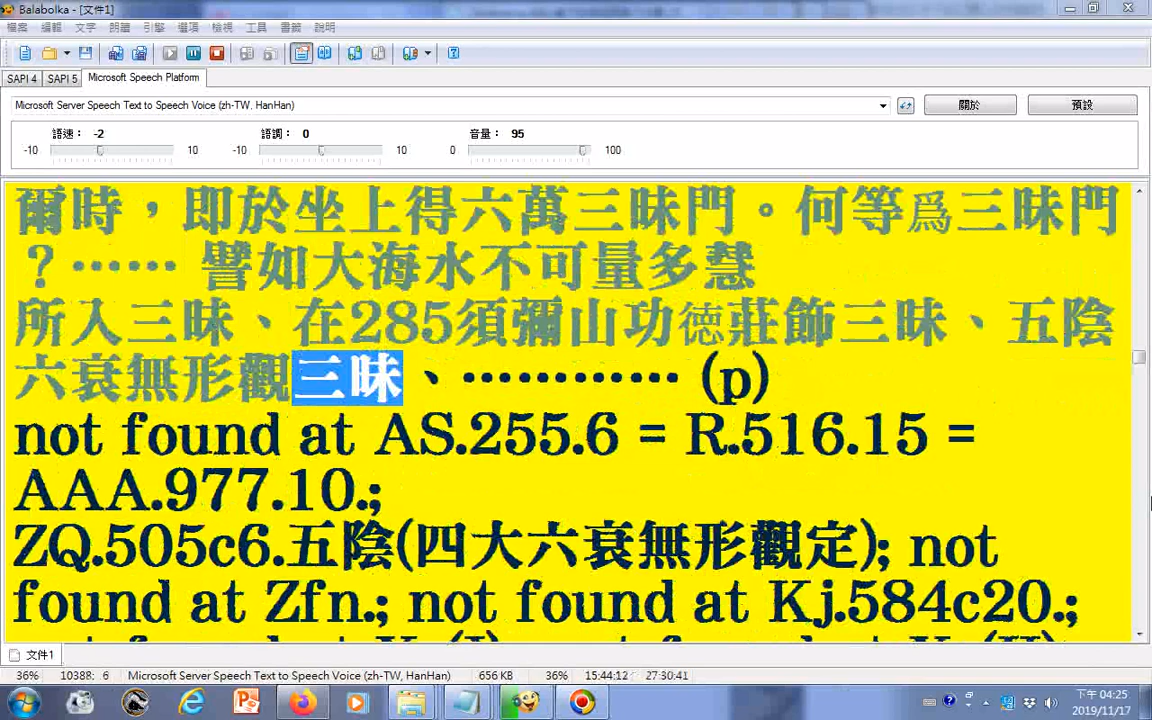 Balabolka - [文件1]
檔案 編輯 文字 朗讀 引擎 選項 檢視 工具 書籤 說明
SAPI 4 SAPI 5 Microsoft Speech Platform
Microsoft Server Speech Text to Speech Voice (zh-TW, HanHan) 關於 預設
語速： -2 語調： 0 音量： 95
-10 10 -10 10 0 100
爾時，即於坐上得六萬三昧門。何等爲三昧門
？…… 譬如大海水不可量多慧
所入三昧、在285須彌山功徳莊飾三昧、五陰
六衰無形觀三昧、………… (p)
not found at AS.255.6 = R.516.15 =
AAA.977.10.;
ZQ.505c6.五陰(四大六衰無形觀定); not
found at Zfn.; not found at Kj.584c20.;
文件1
36% 10388: 6 Microsoft Server Speech Text to Speech Voice (zh-TW, HanHan) 656 KB 36% 15:44:12 27:30:41
下午 04:25
2019/11/17